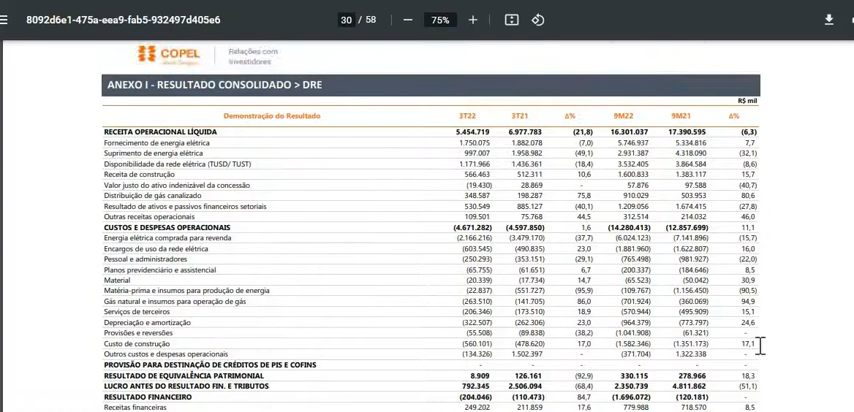 8092d6e1-475a-eea9-fab5-932497d405e6 30 / 58 75%
COPEL Relações com
Investidores
ANEXO I - RESULTADO CONSOLIDADO > DRE
R$ mil
Demonstração do Resultado 3T22 3T21 Δ% 9M22 9M21 Δ%
RECEITA OPERACIONAL LÍQUIDA 5.454.719 6.977.783 (21,8) 16.301.037 17.390.595 (6,3)
Fornecimento de energia elétrica 1.750.075 1.882.078 (7,0) 5.746.937 5.334.816 7,7
Suprimento de energia elétrica 997.007 1.958.982 (49,1) 2.931.387 4.318.090 (32,1)
Disponibilidade da rede elétrica (TUSD/ TUST) 1.171.966 1.436.361 (18,4) 3.532.405 3.864.584 (8,6)
Receita de construção 566.463 512.311 10,6 1.600.833 1.383.117 15,7
Valor justo do ativo indenizável da concessão (19.430) 28.869 - 57.876 97.588 (40,7)
Distribuição de gás canalizado 348.587 198.287 75,8 910.029 503.953 80,6
Resultado de ativos e passivos financeiros setoriais 530.549 885.127 (40,1) 1.209.056 1.674.415 (27,8)
Outras receitas operacionais 109.501 75.768 44,5 312.514 214.032 46,0
CUSTOS E DESPESAS OPERACIONAIS (4.671.282) (4.597.850) 1,6 (14.280.413) (12.857.699) 11,1
Energia elétrica comprada para revenda (2.166.216) (3.479.170) (37,7) (6.024.123) (7.141.896) (15,7)
Encargos de uso da rede elétrica (603.545) (490.835) 23,0 (1.881.960) (1.622.807) 16,0
Pessoal e administradores (250.293) (353.151) (29,1) (765.498) (981.927) (22,0)
Planos previdenciário e assistencial (65.755) (61.651) 6,7 (200.337) (184.646) 8,5
Material (20.339) (17.734) 14,7 (65.523) (50.042) 30,9
Matéria-prima e insumos para produção de energia (22.837) (551.727) (95,9) (109.767) (1.156.450) (90,5)
Gás natural e insumos para operação de gás (263.510) (141.705) 86,0 (701.924) (360.069) 94,9
Serviços de terceiros (206.346) (173.510) 18,9 (570.944) (495.909) 15,1
Depreciação e amortização (322.507) (262.306) 23,0 (964.379) (773.797) 24,6
Provisões e reversões (55.508) (89.838) (38,2) (1.041.908) (61.321) -
Custo de construção (560.101) (478.620) 17,0 (1.582.346) (1.351.173) 17,1
Outros custos e despesas operacionais (134.326) 1.502.397 - (371.704) 1.322.338 -
PROVISÃO PARA DESTINAÇÃO DE CRÉDITOS DE PIS E COFINS - - - - - -
RESULTADO DE EQUIVALÊNCIA PATRIMONIAL 8.909 126.161 (92,9) 330.115 278.966 18,3
LUCRO ANTES DO RESULTADO FIN. E TRIBUTOS 792.345 2.506.094 (68,4) 2.350.739 4.811.862 (51,1)
RESULTADO FINANCEIRO (204.046) (110.473) 84,7 (1.696.072) (120.181) -
Receitas financeiras 249.202 211.859 17,6 779.988 718.570 8,5